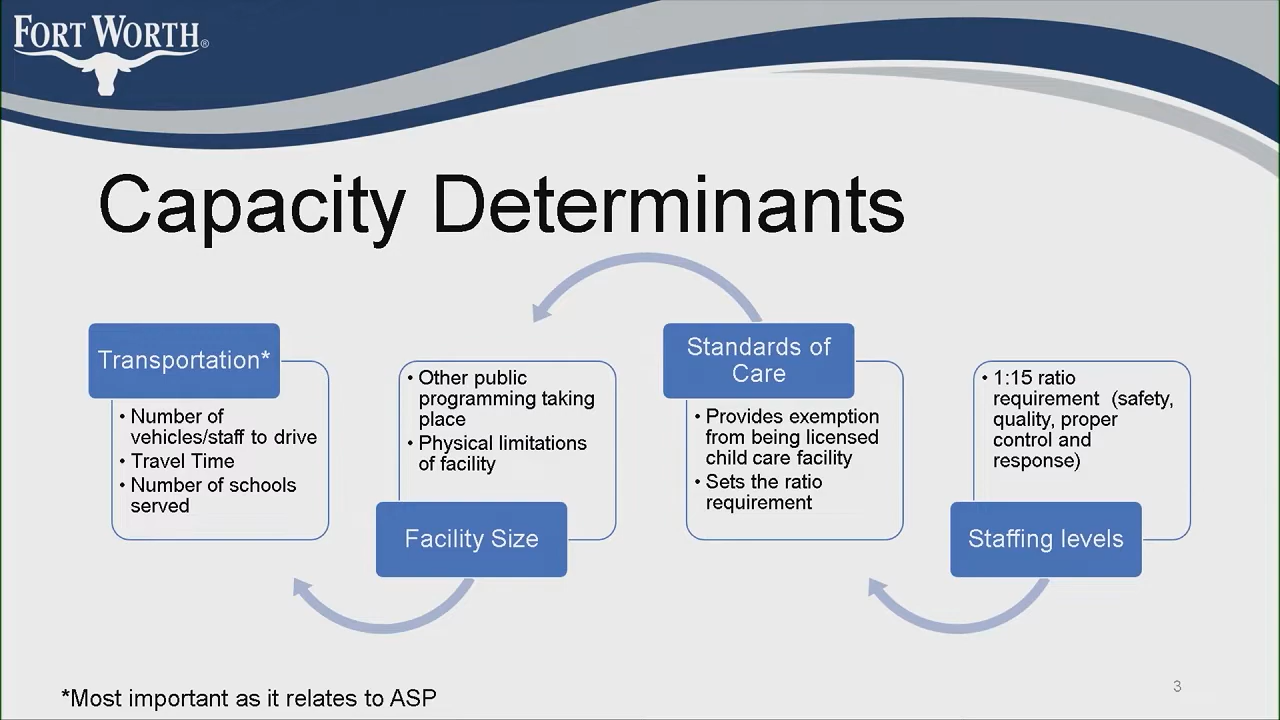 FORT WORTH®
Capacity Determinants
Transportation*
• Number of
vehicles/staff to drive
• Travel Time
• Number of schools
served
• Other public
programming taking
place
• Physical limitations
of facility
Facility Size
Standards of
Care
• Provides exemption
from being licensed
child care facility
• Sets the ratio
requirement
• 1:15 ratio
requirement (safety,
quality, proper
control and
response)
Staffing levels
*Most important as it relates to ASP
3